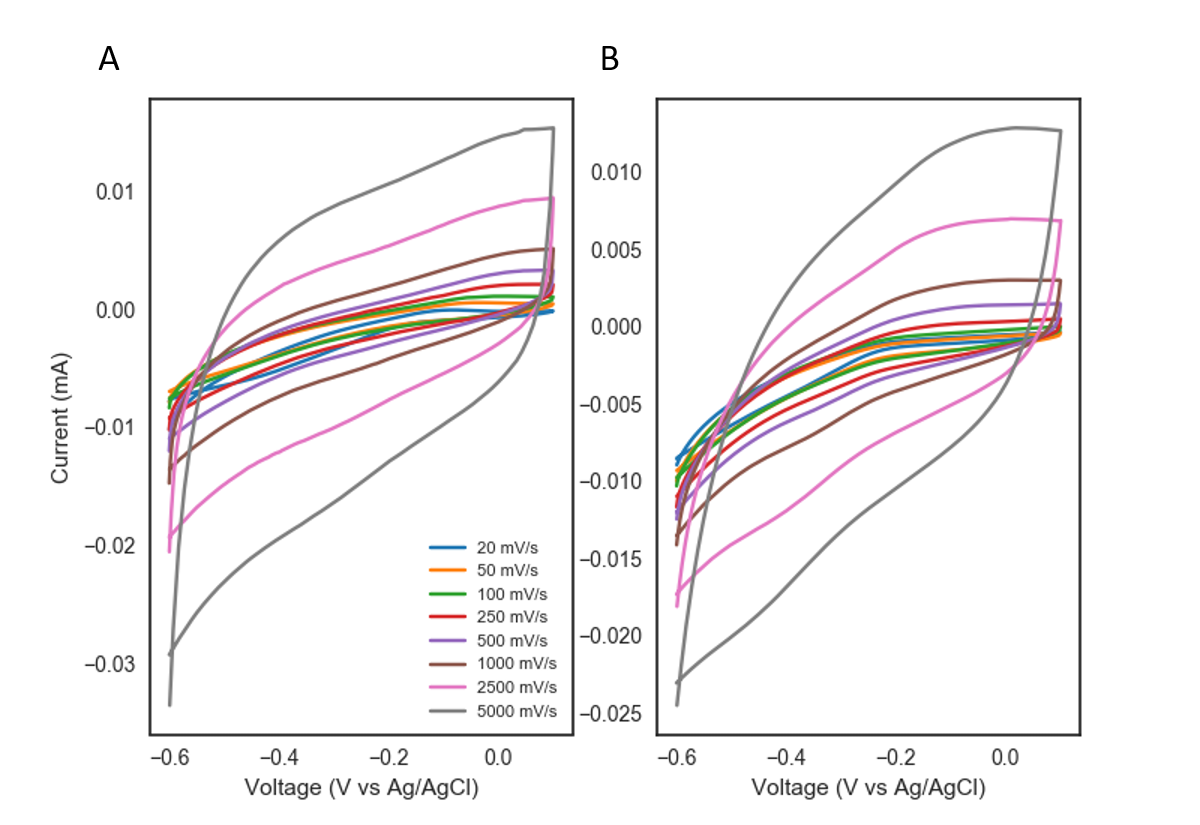 A
B
Current (mA)
0.01
0.00
−0.01
−0.02
−0.03
20 mV/s
50 mV/s
100 mV/s
250 mV/s
500 mV/s
1000 mV/s
2500 mV/s
5000 mV/s
−0.6 −0.4 −0.2 0.0
Voltage (V vs Ag/AgCl)
0.010
0.005
0.000
−0.005
−0.010
−0.015
−0.020
−0.025
−0.6 −0.4 −0.2 0.0
Voltage (V vs Ag/AgCl)